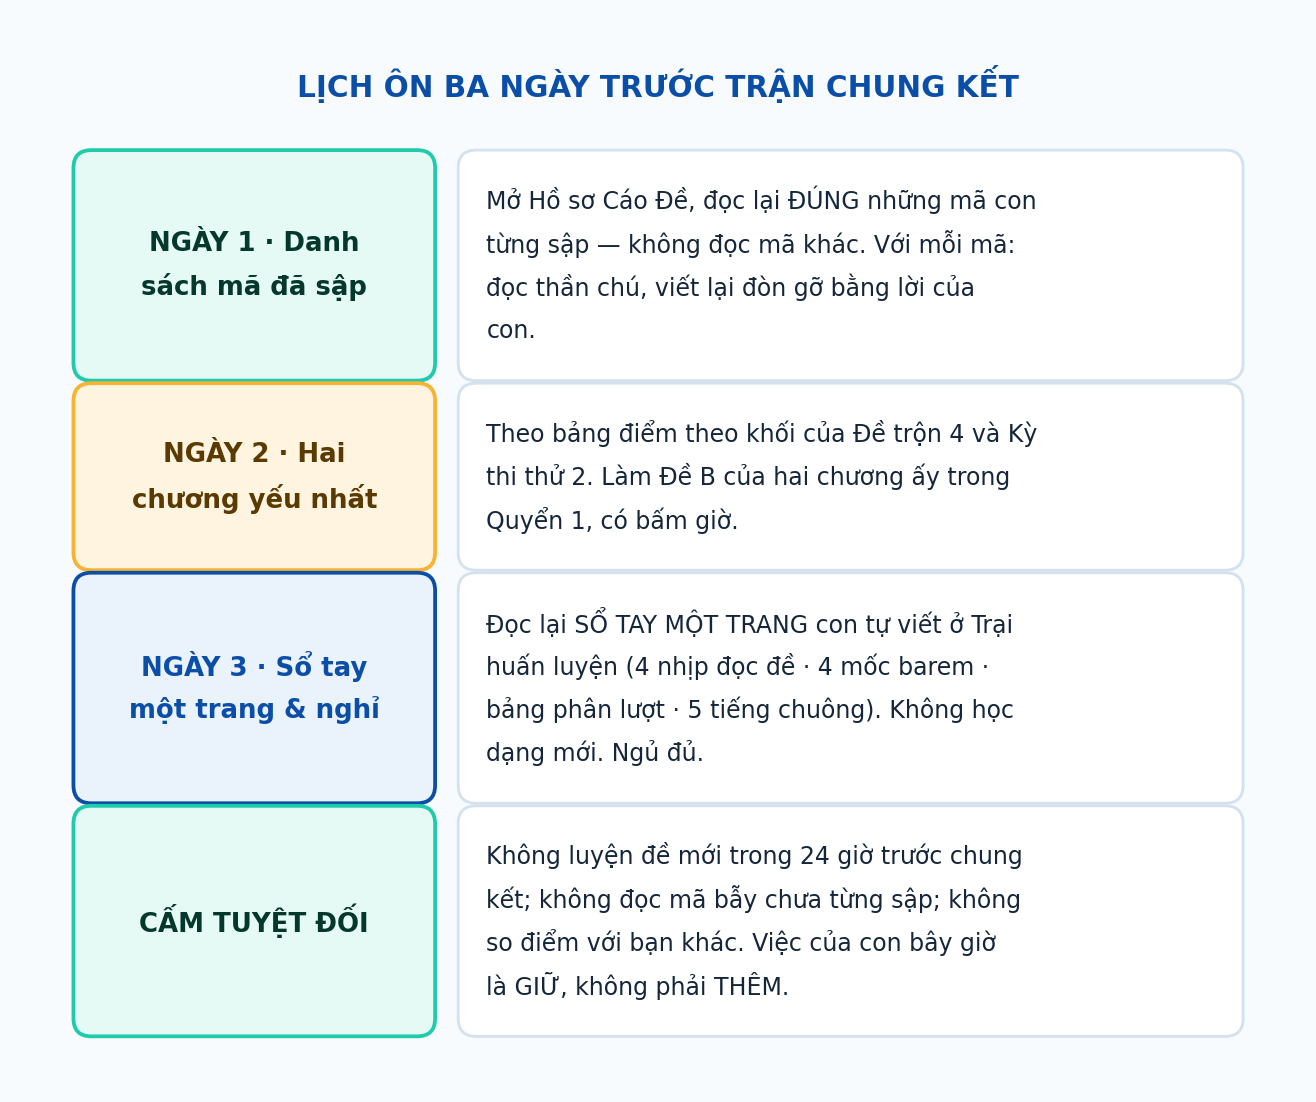 LỊCH ÔN BA NGÀY TRƯỚC TRẬN CHUNG KẾT
NGÀY 1 · Danh
sách mã đã sập
Mở Hồ sơ Cáo Đề, đọc lại ĐÚNG những mã con
từng sập — không đọc mã khác. Với mỗi mã:
đọc thần chú, viết lại đòn gỡ bằng lời của
con.
NGÀY 2 · Hai
chương yếu nhất
Theo bảng điểm theo khối của Đề trộn 4 và Kỳ
thi thử 2. Làm Đề B của hai chương ấy trong
Quyển 1, có bấm giờ.
NGÀY 3 · Sổ tay
một trang & nghỉ
Đọc lại SỔ TAY MỘT TRANG con tự viết ở Trại
huấn luyện (4 nhịp đọc đề · 4 mốc barem ·
bảng phân lượt · 5 tiếng chuông). Không học
dạng mới. Ngủ đủ.
CẤM TUYỆT ĐỐI
Không luyện đề mới trong 24 giờ trước chung
kết; không đọc mã bẫy chưa từng sập; không
so điểm với bạn khác. Việc của con bây giờ
là GIỮ, không phải THÊM.